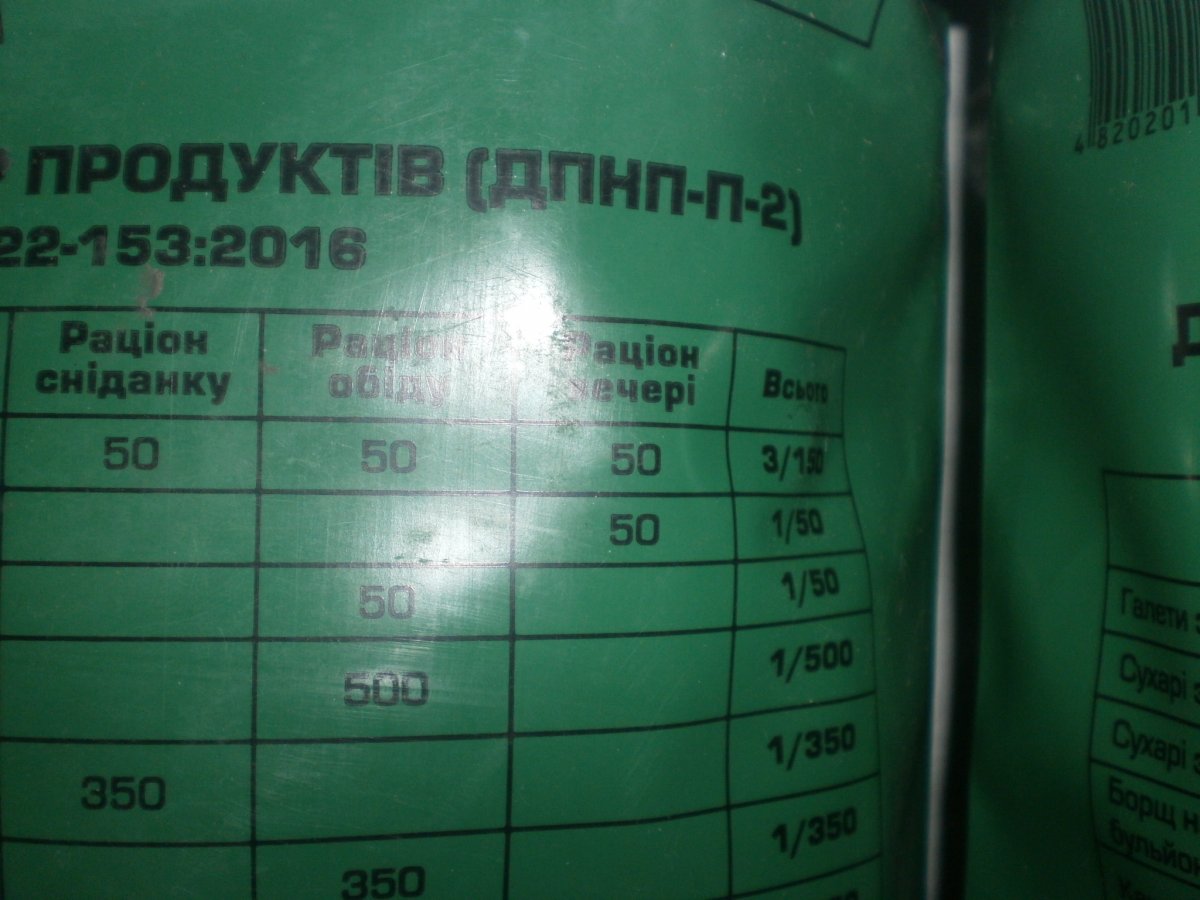 ПРОДУКТІВ (ДПНП-П-2)
22-153:2016
Раціон сніданку
Раціон обіду
Раціон вечері
Всього
50 50 50 3/150
50 1/50
50 1/50
500 1/500
350 1/350
350 1/350
4820201
Галети
Сухарі
Сухарі
Борщ н
бульйон